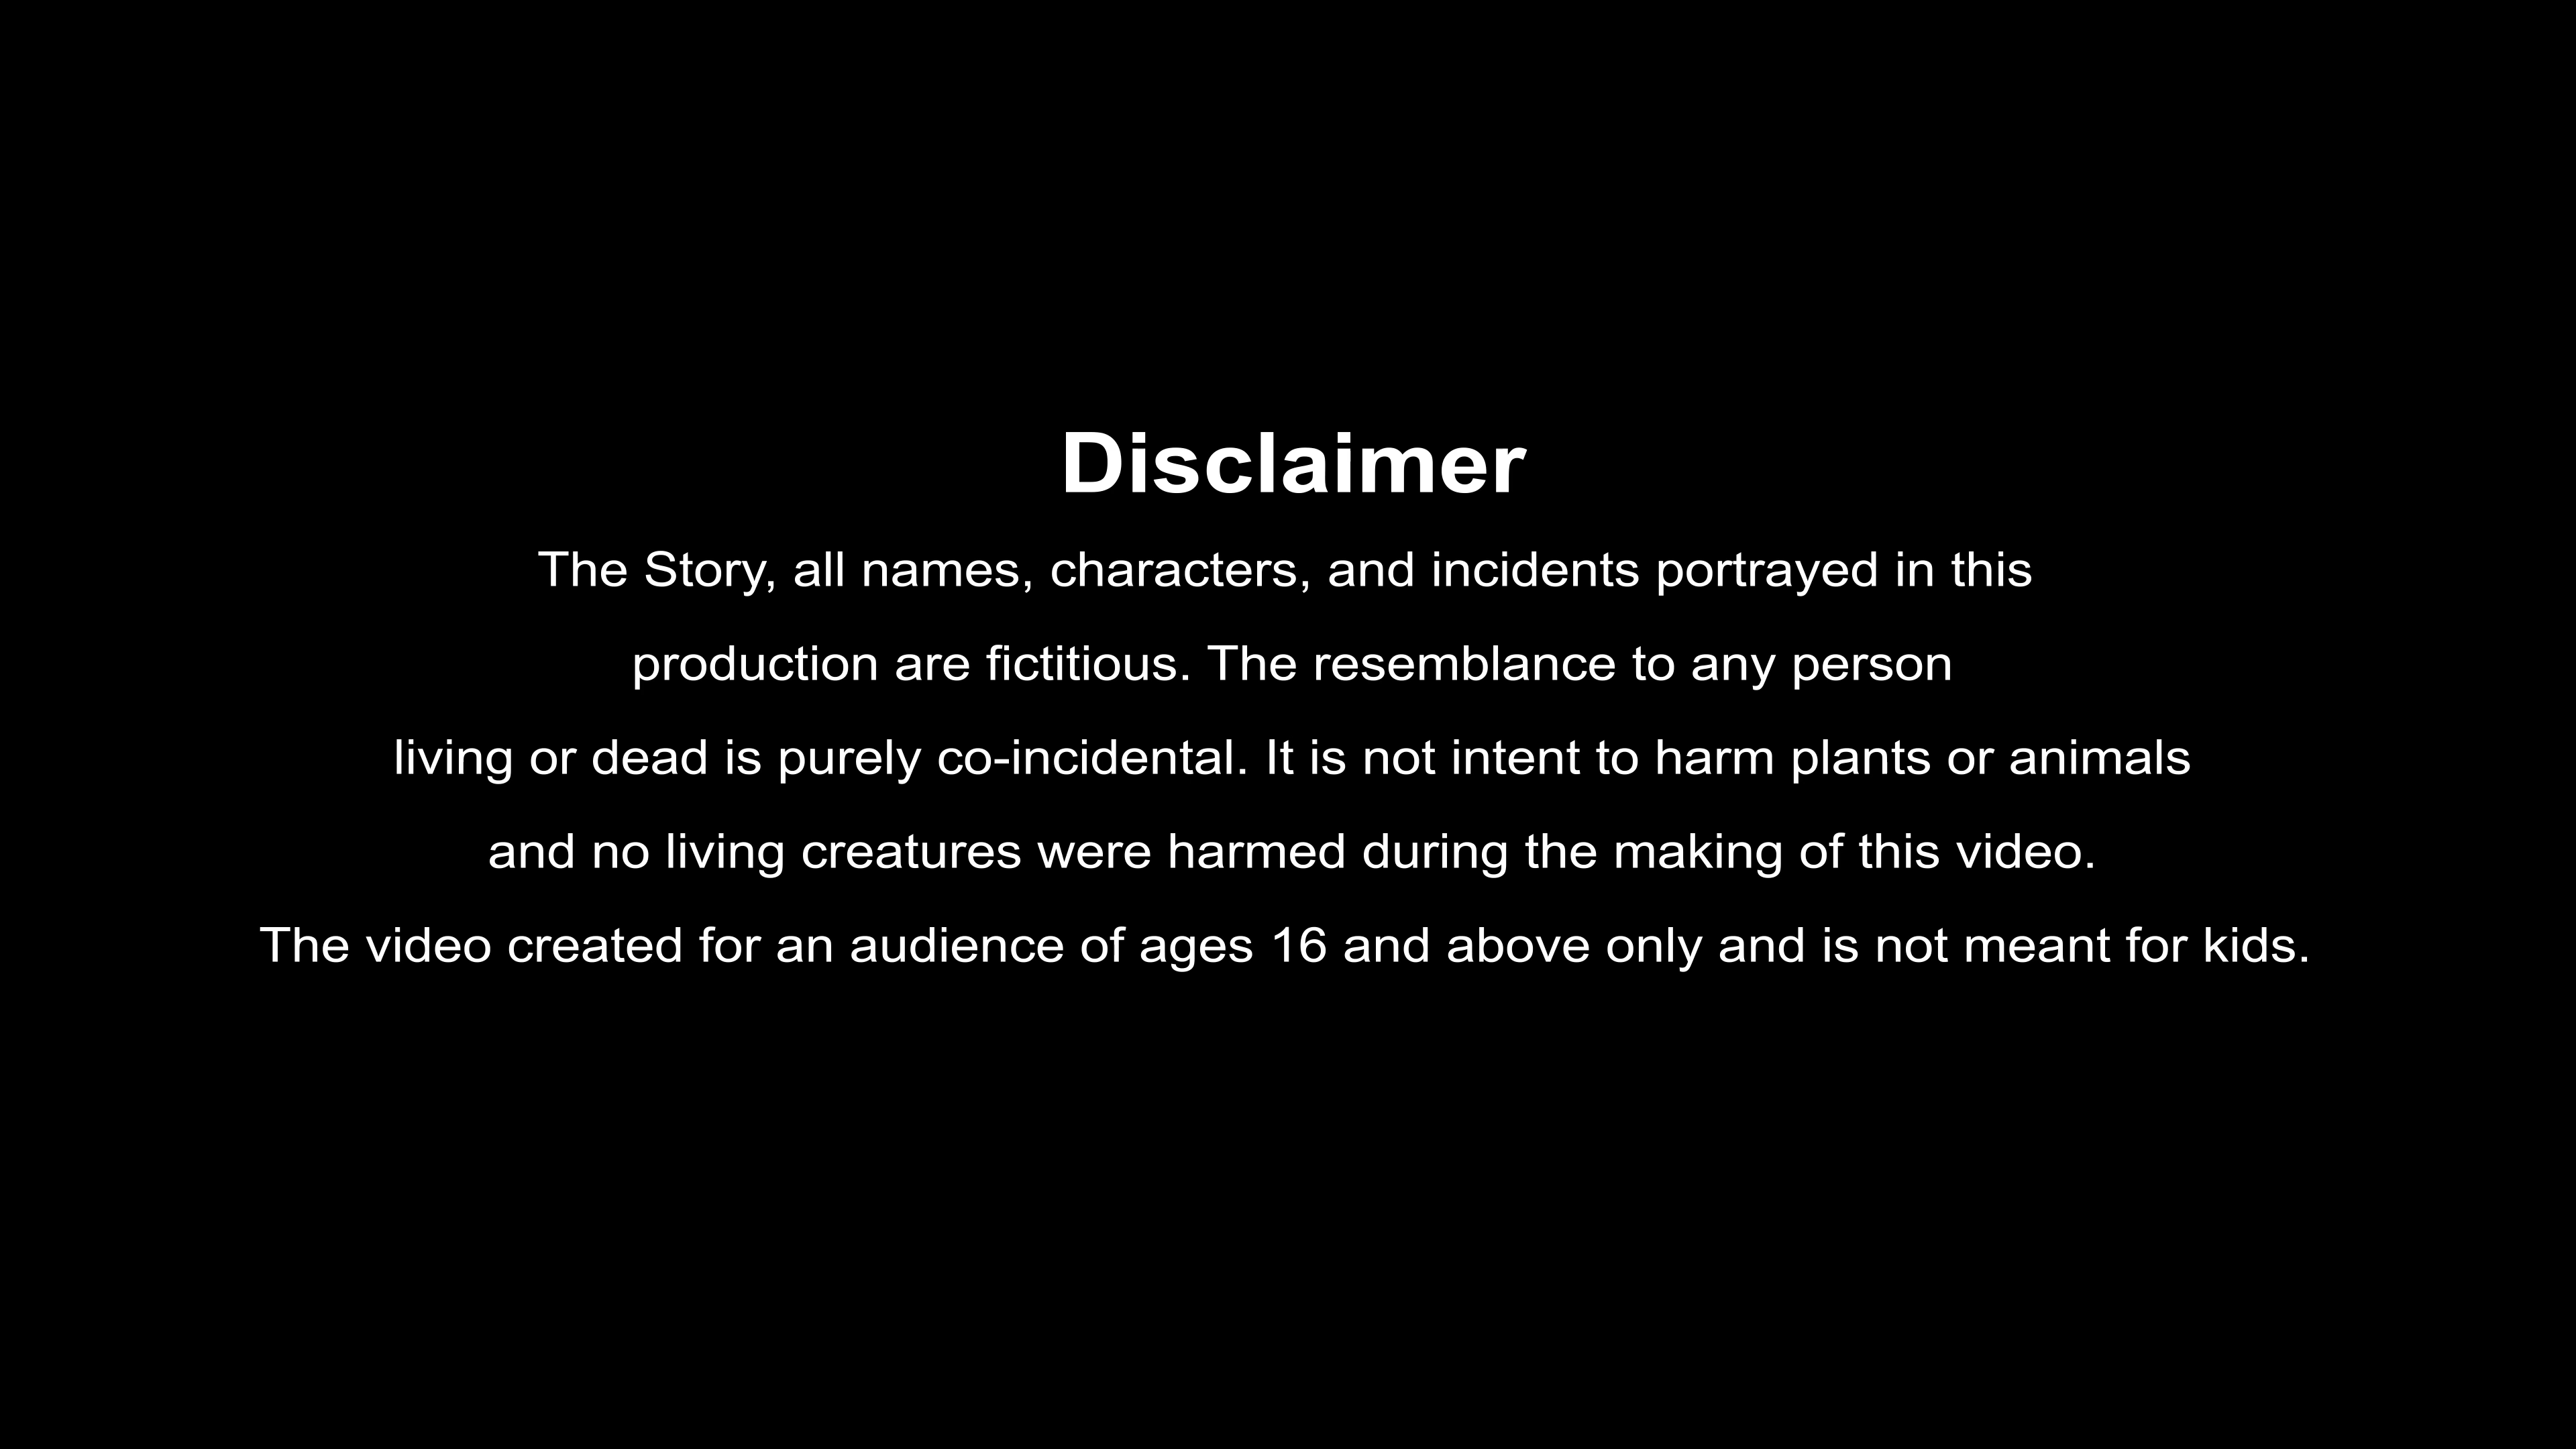 Disclaimer
The Story, all names, characters, and incidents portrayed in this
production are fictitious. The resemblance to any person
living or dead is purely co-incidental. It is not intent to harm plants or animals
and no living creatures were harmed during the making of this video.
The video created for an audience of ages 16 and above only and is not meant for kids.